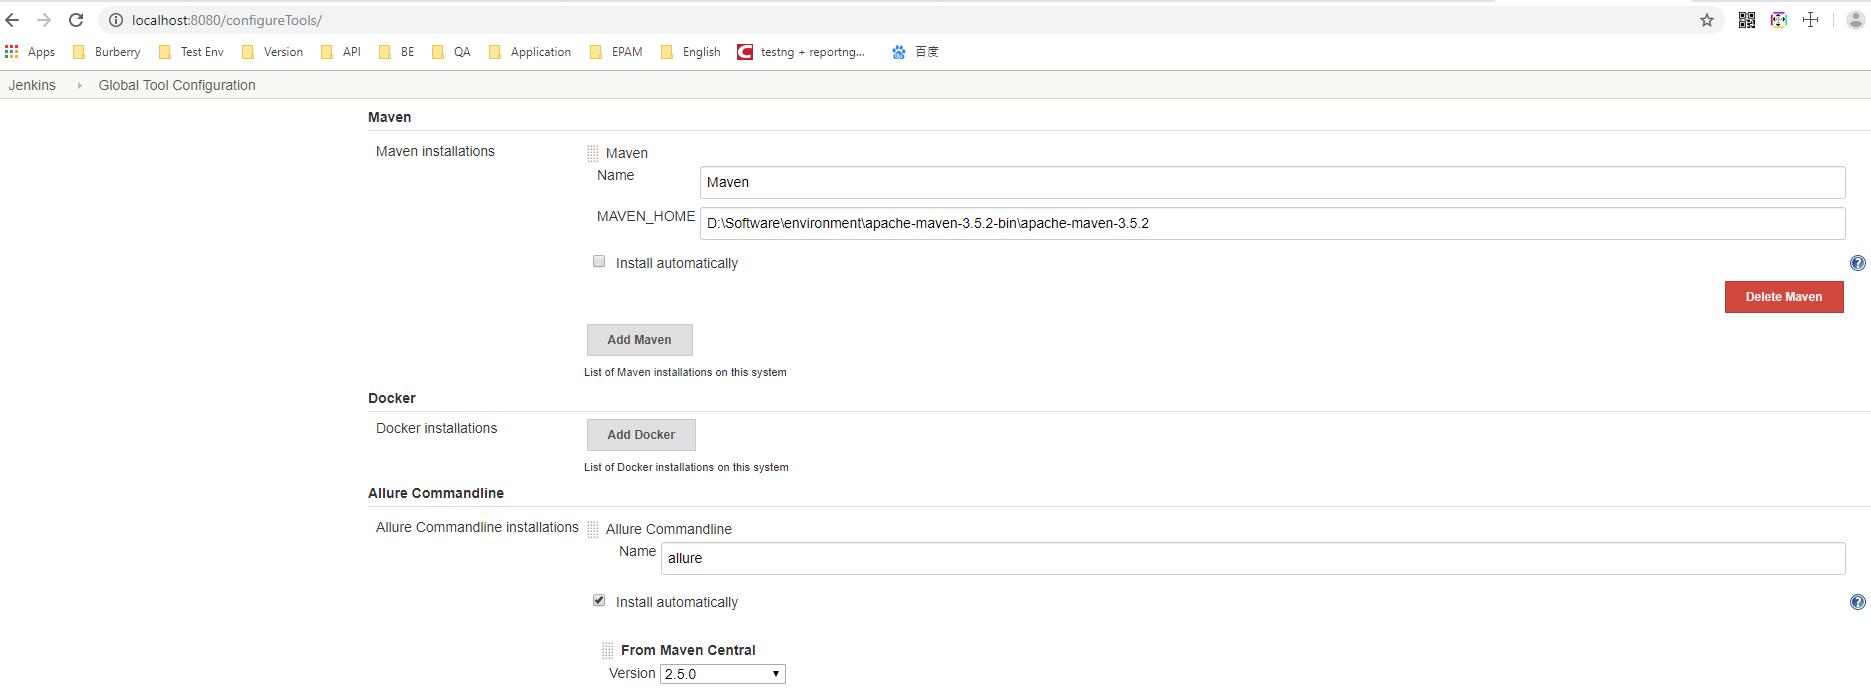 localhost:8080/configureTools/
Apps Burberry Test Env Version API BE QA Application EPAM English testng + reportng... 百度
Jenkins Global Tool Configuration
Maven
Maven installations
Maven
Name Maven
MAVEN_HOME D:\Software\environment\apache-maven-3.5.2-bin\apache-maven-3.5.2
Install automatically
Delete Maven
Add Maven
List of Maven installations on this system
Docker
Docker installations
Add Docker
List of Docker installations on this system
Allure Commandline
Allure Commandline installations
Allure Commandline
Name allure
Install automatically
From Maven Central
Version 2.5.0